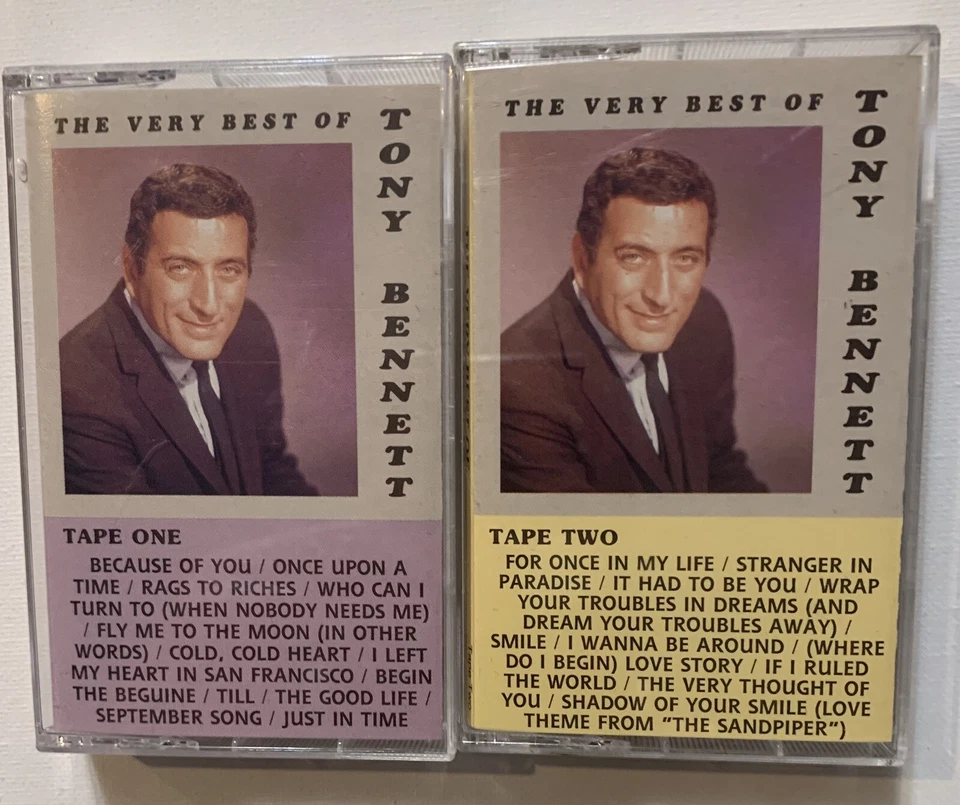 THE VERY BEST OF
TONY
BENNETT
TAPE ONE
BECAUSE OF YOU / ONCE UPON A
TIME / RAGS TO RICHES / WHO CAN I
TURN TO (WHEN NOBODY NEEDS ME)
/ FLY ME TO THE MOON (IN OTHER
WORDS) / COLD, COLD HEART / I LEFT
MY HEART IN SAN FRANCISCO / BEGIN
THE BEGUINE / TILL / THE GOOD LIFE /
SEPTEMBER SONG / JUST IN TIME
THE VERY BEST OF
TONY
BENNETT
TAPE TWO
FOR ONCE IN MY LIFE / STRANGER IN
PARADISE / IT HAD TO BE YOU / WRAP
YOUR TROUBLES IN DREAMS (AND
DREAM YOUR TROUBLES AWAY) /
SMILE / I WANNA BE AROUND / (WHERE
DO I BEGIN) LOVE STORY / IF I RULED
THE WORLD / THE VERY THOUGHT OF
YOU / SHADOW OF YOUR SMILE (LOVE
THEME FROM "THE SANDPIPER")